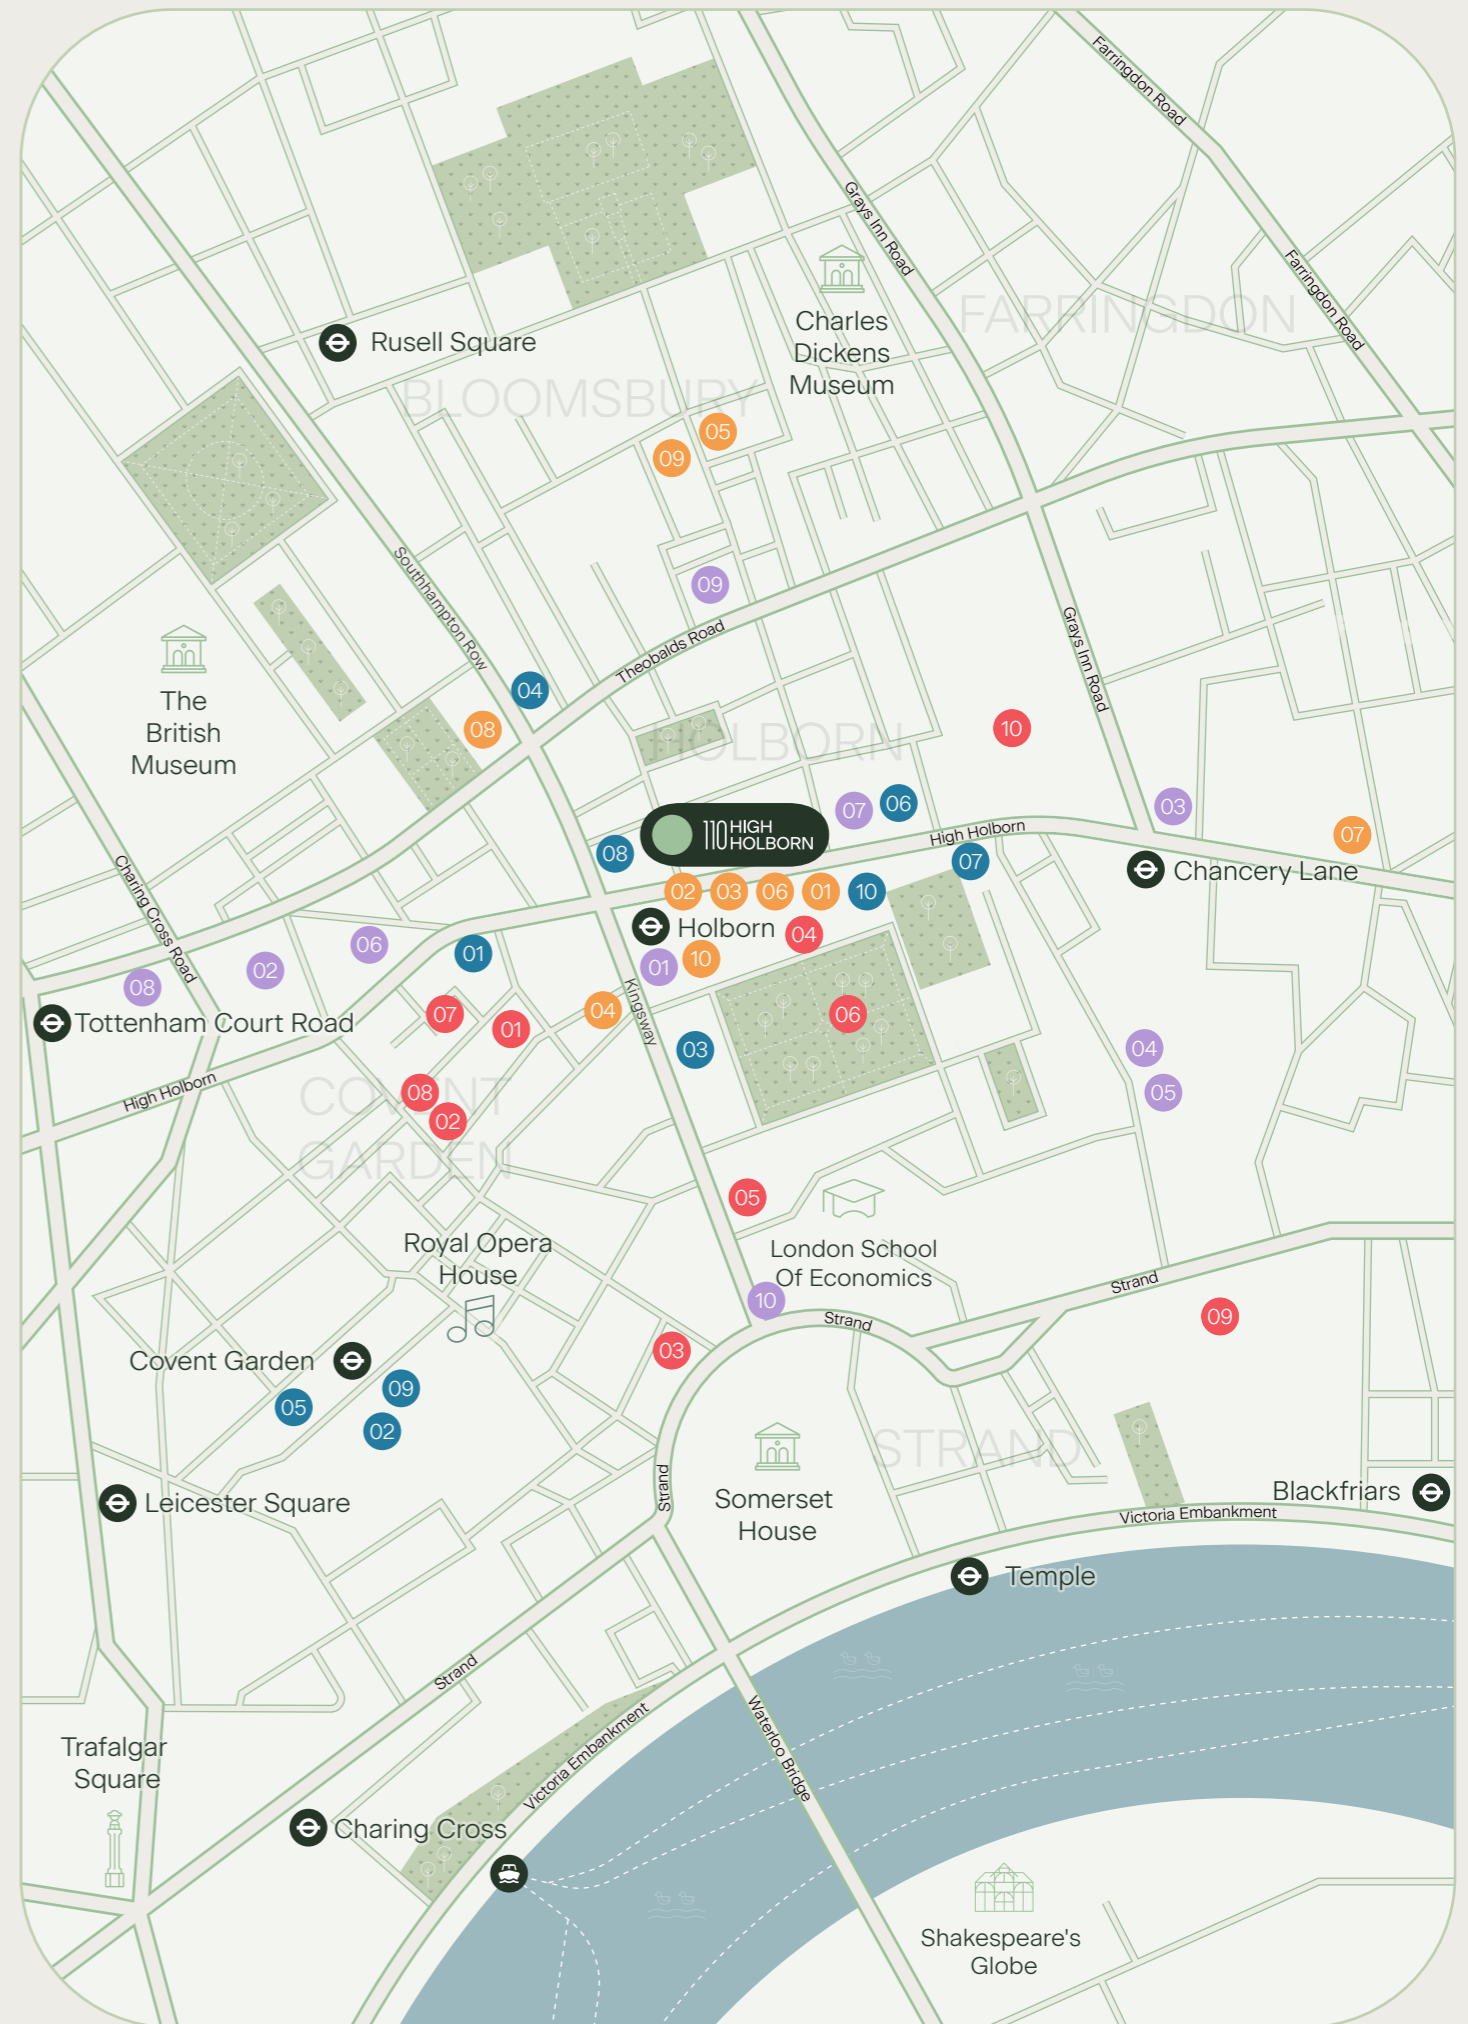 Farringdon Road
Grays Inn Road
Farringdon Road
FARRINGDON
Charles
Dickens
Museum
Rusell Square
BLOOMSBURY
05
09
Southhampton Row
09
Theobalds Road
Grays Inn Road
The
British
Museum
04
08
HOLBORN
10
07
06
03
110 HIGH
HOLBORN
High Holborn
07
08
07
Chancery Lane
Charing Cross Road
02
03
06
01
10
Holborn
04
06
01
02
08
01
10
Kingsway
04
07
01
06
Tottenham Court Road
03
04
05
High Holborn
COVENT
GARDEN
08
02
05
Royal Opera
House
London School
Of Economics
10
Strand
Strand
09
03
Covent Garden
09
05
02
STRAND
Strand
Leicester Square
Somerset
House
Blackfriars
Victoria Embankment
Temple
Strand
Waterloo Bridge
Victoria Embankment
Trafalgar
Square
Charing Cross
Shakespeare's
Globe